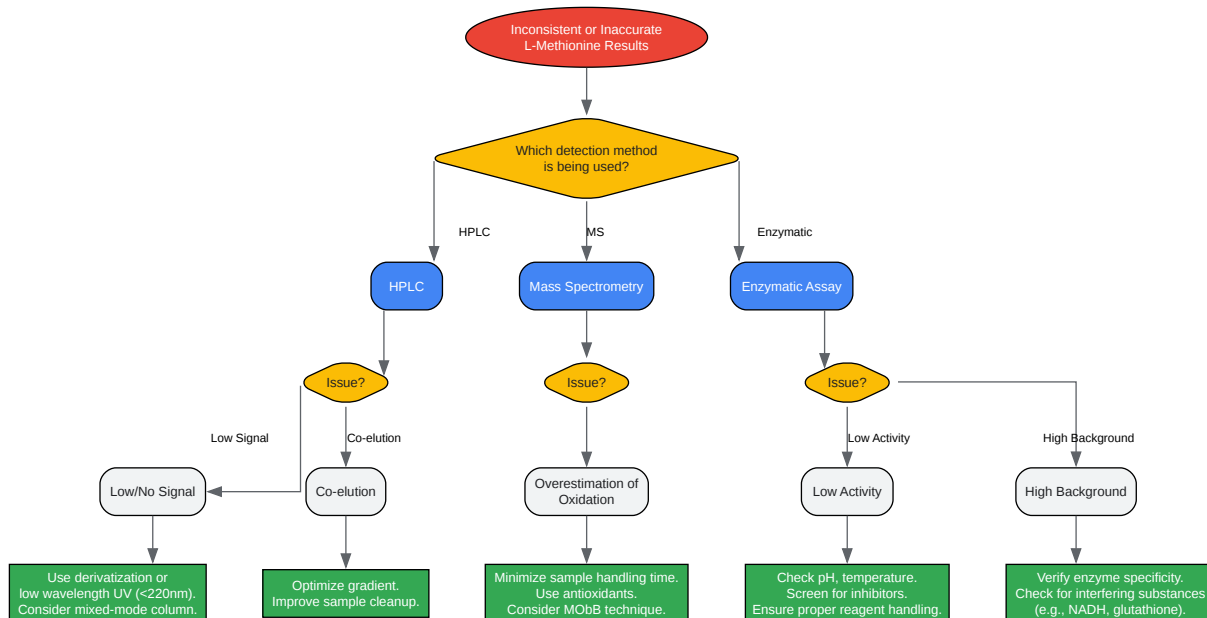 Inconsistent or Inaccurate
L-Methionine Results
Which detection method
is being used?
HPLC
MS
Enzymatic
HPLC
Mass Spectrometry
Enzymatic Assay
Issue?
Issue?
Issue?
Low Signal
Co-elution
Low Activity
High Background
Low/No Signal
Co-elution
Overestimation of
Oxidation
Low Activity
High Background
Use derivatization or
low wavelength UV (<220nm).
Consider mixed-mode column.
Optimize gradient.
Improve sample cleanup.
Minimize sample handling time.
Use antioxidants.
Consider MObB technique.
Check pH, temperature.
Screen for inhibitors.
Ensure proper reagent handling.
Verify enzyme specificity.
Check for interfering substances
(e.g., NADH, glutathione).